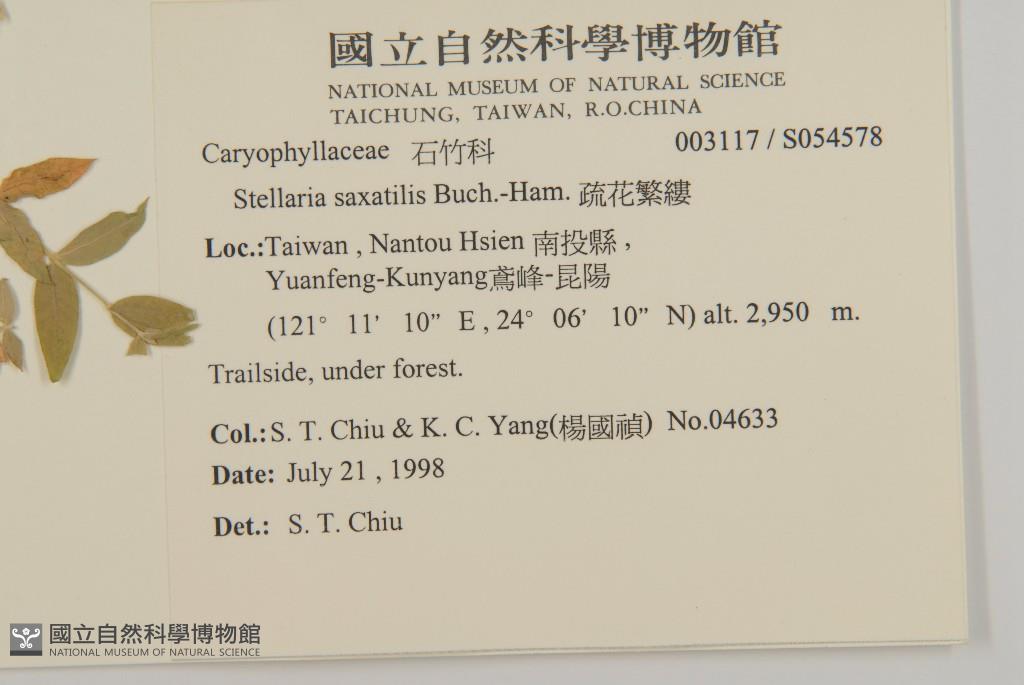 國立自然科學博物館
NATIONAL MUSEUM OF NATURAL SCIENCE
TAICHUNG, TAIWAN, R.O.CHINA
Caryophyllaceae 石竹科 003117 / S054578
Stellaria saxatilis Buch.-Ham. 疏花繁縷
Loc.:Taiwan , Nantou Hsien 南投縣 ,
Yuanfeng-Kunyang鳶峰-昆陽
(121° 11' 10” E , 24° 06' 10” N) alt. 2,950 m.
Trailside, under forest.
Col.: S. T. Chiu & K. C. Yang(楊國禎) No.04633
Date: July 21 , 1998
Det.: S. T. Chiu
國立自然科學博物館
NATIONAL MUSEUM OF NATURAL SCIENCE